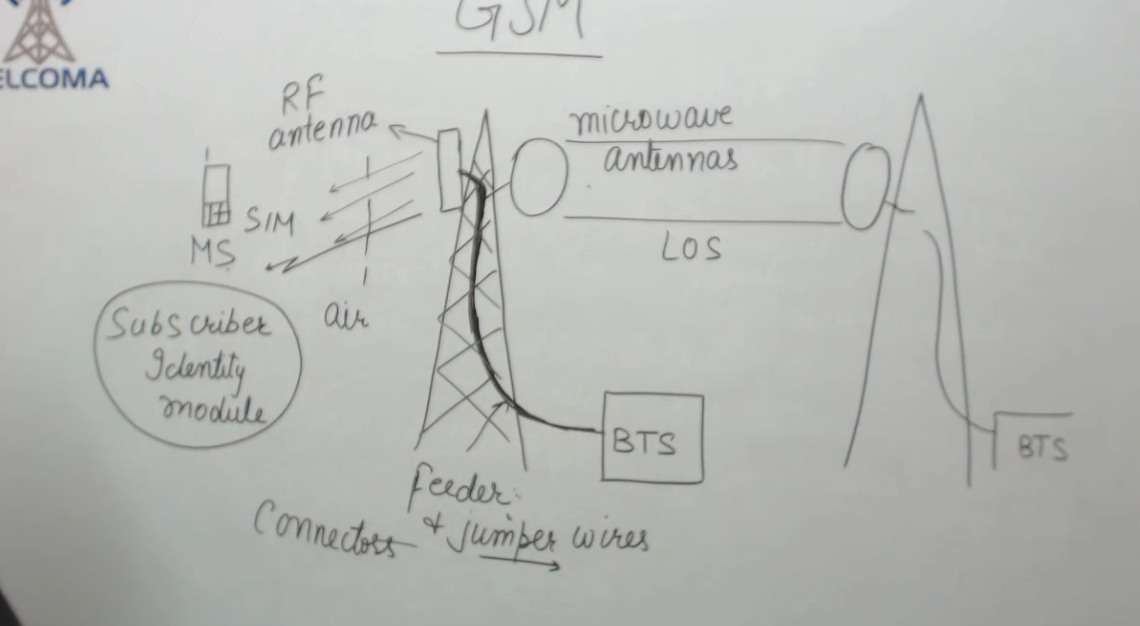 GSM
ELCOMA
RF
antenna
microwave
antennas
SIM
MS
LOS
air
Subscriber
Identity
module
BTS
BTS
feeder
Connectors & jumper wires